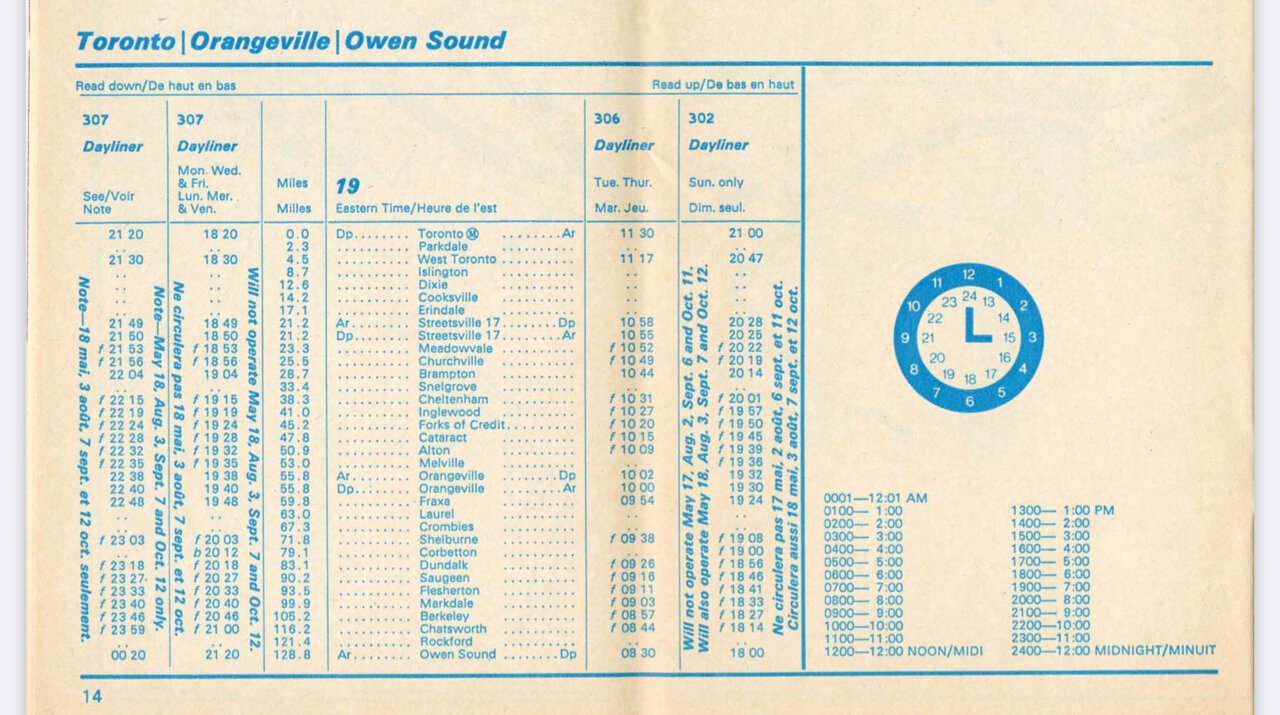 Toronto|Orangeville|Owen Sound
Read down/De haut en bas Read up/De bas en haut
307 307 306 302
Dayliner Dayliner Dayliner Dayliner
Mon. Wed.
& Fri. Miles 19 Tue. Thur. Sun. only
See/Voir Lun. Mer.
Note & Ven. Milles Eastern Time/Heure de l'est Mar. Jeu. Dim. seul.
21 20 18 20 0.0 Dp........ Toronto Ⓜ ........Ar 11 30 21 00
.. .. 2.3 .......... Parkdale .......... .. ..
21 30 18 30 4.5 .......... West Toronto .......... 11 17 20 47
.. .. 8.7 .......... Islington .......... .. ..
.. .. 12.6 .......... Dixie .......... .. ..
.. .. 14.2 .......... Cooksville .......... .. ..
.. .. 17.1 .......... Erindale .......... .. ..
21 49 18 49 21.2 Ar........ Streetsville 17........Dp 10 58 20 28
21 50 18 50 21.2 Dp........ Streetsville 17........Ar 10 55 20 25
f 21 53 f 18 53 23.3 .......... Meadowvale .......... f 10 52 f 20 22
f 21 56 f 18 56 25.5 .......... Churchville .......... f 10 49 f 20 19
22 04 19 04 28.7 .......... Brampton .......... 10 44 20 14
.. .. 33.4 .......... Snelgrove .......... .. ..
f 22 15 f 19 15 38.3 .......... Cheltenham .......... f 10 31 f 20 01
f 22 19 f 19 19 41.0 .......... Inglewood .......... f 10 27 f 19 57
f 22 24 f 19 24 45.2 .......... Forks of Credit.......... f 10 20 f 19 50
f 22 28 f 19 28 47.8 .......... Cataract .......... f 10 15 f 19 45
f 22 32 f 19 32 50.9 .......... Alton .......... f 10 09 f 19 39
f 22 35 f 19 35 53.0 .......... Melville .......... .. f 19 36
22 38 19 38 55.8 Ar........ Orangeville ........Dp 10 02 19 32
22 40 19 40 55.8 Dp........ Orangeville ........Ar 10 00 19 30
22 48 19 48 59.8 .......... Fraxa .......... 09 54 19 24
.. .. 63.0 .......... Laurel .......... .. ..
.. .. 67.3 .......... Crombies .......... .. ..
f 23 03 f 20 03 71.8 .......... Shelburne .......... f 09 38 f 19 08
.. b 20 12 79.1 .......... Corbetton .......... .. f 19 00
f 23 18 f 20 18 83.1 .......... Dundalk .......... f 09 26 f 18 56
f 23 27 f 20 27 90.2 .......... Saugeen .......... f 09 16 f 18 46
f 23 33 f 20 33 93.5 .......... Flesherton .......... f 09 11 f 18 41
f 23 40 f 20 40 99.9 .......... Markdale .......... f 09 03 f 18 33
f 23 46 f 20 46 105.2 .......... Berkeley .......... f 08 57 f 18 27
f 23 59 f 21 00 116.2 .......... Chatsworth .......... f 08 44 f 18 14
.. .. 121.4 .......... Rockford .......... .. ..
00 20 21 20 128.8 Ar........ Owen Sound ........Dp 08 30 18 00
Note—18 mai, 3 août, 7 sept. et 12 oct. seulement.
Note—May 18, Aug. 3, Sept. 7 and Oct. 12 only.
Ne circulera pas 18 mai, 3 août, 7 sept. et 12 oct.
Will not operate May 18, Aug. 3, Sept. 7 and Oct. 12.
Will not operate May 17, Aug. 2, Sept. 6 and Oct. 11.
Will also operate May 18, Aug. 3, Sept. 7 and Oct. 12.
Ne circulera pas 17 mai, 2 août, 6 sept. et 11 oct.
Circulera aussi 18 mai, 3 août, 7 sept. et 12 oct.
12 1 2 3 4 5 6 7 8 9 10 11
24 13 14 15 16 17 18 19 20 21 22 23
0001—12:01 AM
0100— 1:00 1300— 1:00 PM
0200— 2:00 1400— 2:00
0300— 3:00 1500— 3:00
0400— 4:00 1600— 4:00
0500— 5:00 1700— 5:00
0600— 6:00 1800— 6:00
0700— 7:00 1900— 7:00
0800— 8:00 2000— 8:00
0900— 9:00 2100— 9:00
1000—10:00 2200—10:00
1100—11:00 2300—11:00
1200—12:00 NOON/MIDI 2400—12:00 MIDNIGHT/MINUIT
14